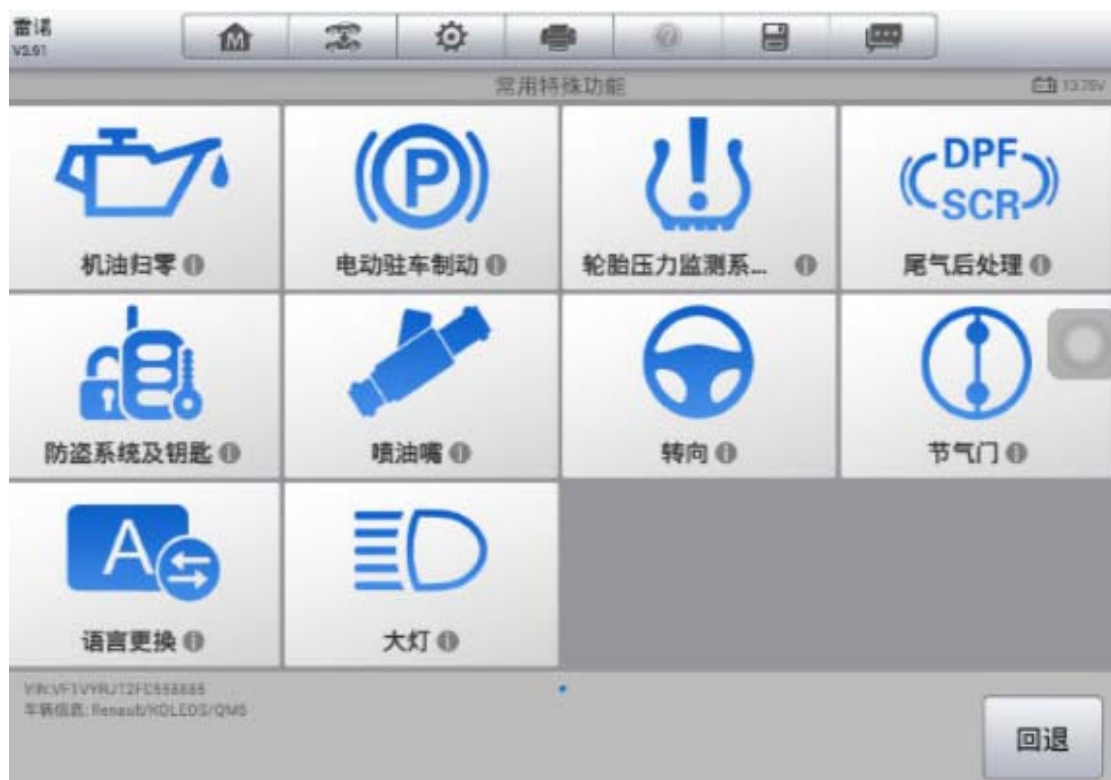 雷诺
V2.91
M
常用特殊功能
13.75V
P
DPF
SCR
机油归零
电动驻车制动
轮胎压力监测系...
尾气后处理
防盗系统及钥匙
喷油嘴
转向
节气门
A
语言更换
大灯
车辆信息: Renault/KOLEOS/QM5
回退